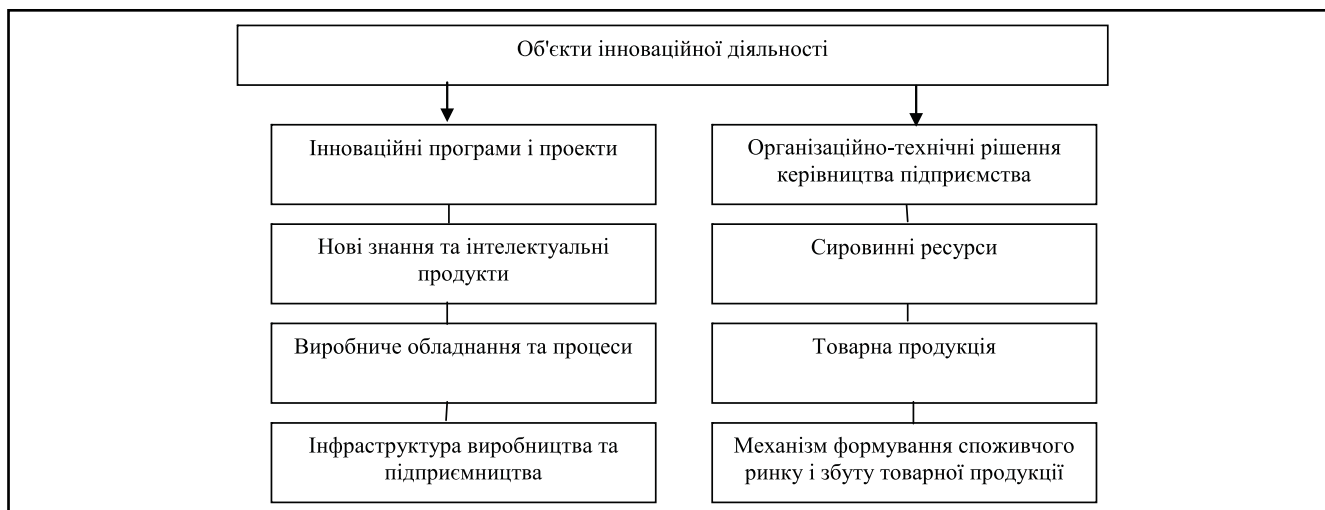 Об'єкти інноваційної діяльності
Інноваційні програми і проекти
Нові знання та інтелектуальні
продукти
Виробниче обладнання та процеси
Інфраструктура виробництва та
підприємництва
Організаційно-технічні рішення
керівництва підприємства
Сировинні ресурси
Товарна продукція
Механізм формування споживчого
ринку і збуту товарної продукції